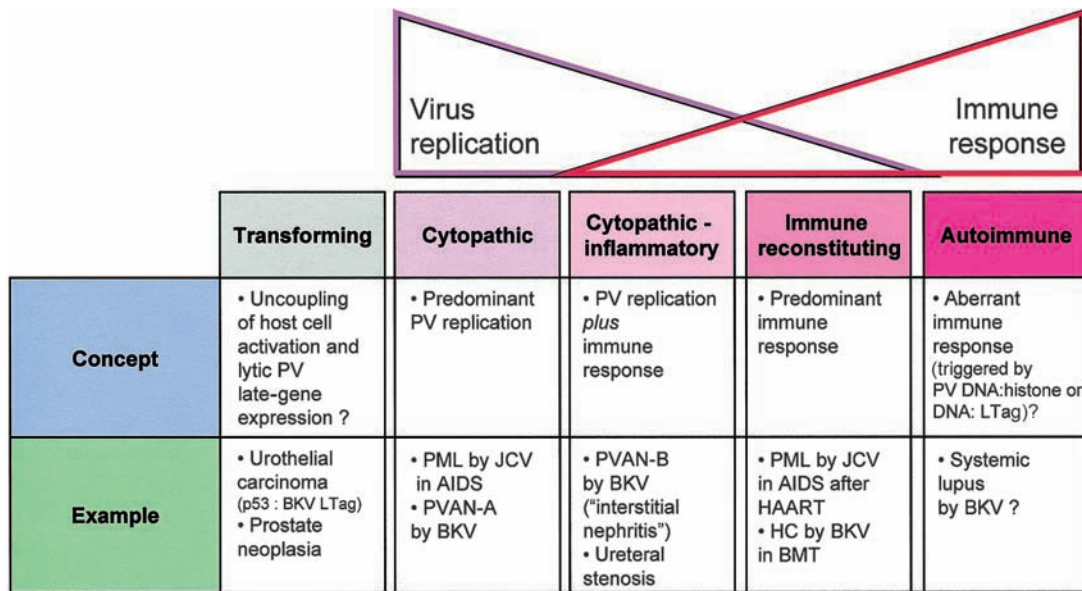 Virus
replication
Immune
response
Transforming
Cytopathic
Cytopathic -
inflammatory
Immune
reconstituting
Autoimmune
Concept
• Uncoupling
of host cell
activation and
lytic PV
late-gene
expression ?
• Predominant
PV replication
• PV replication
plus
immune
response
• Predominant
immune
response
• Aberrant
immune
response
(triggered by
PV DNA:histone or
DNA: LTag)?
Example
• Urothelial
carcinoma
(p53 : BKV LTag)
• Prostate
neoplasia
• PML by JCV
in AIDS
• PVAN-A
by BKV
• PVAN-B
by BKV
("interstitial
nephritis")
• Ureteral
stenosis
• PML by JCV
in AIDS after
HAART
• HC by BKV
in BMT
• Systemic
lupus
by BKV ?